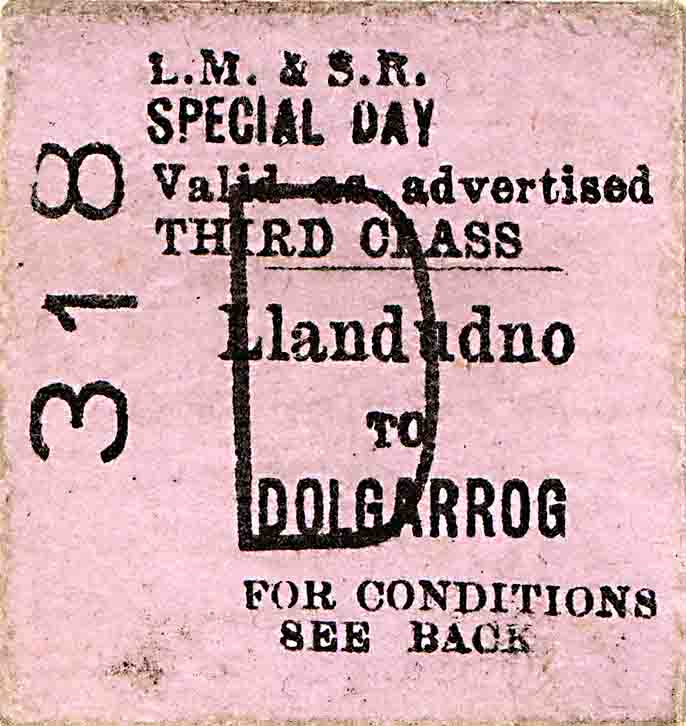 L.M. & S.R.
SPECIAL DAY
Valid as advertised
THIRD CLASS
Llandudno
TO
DOLGARROG
FOR CONDITIONS
SEE BACK
D
318